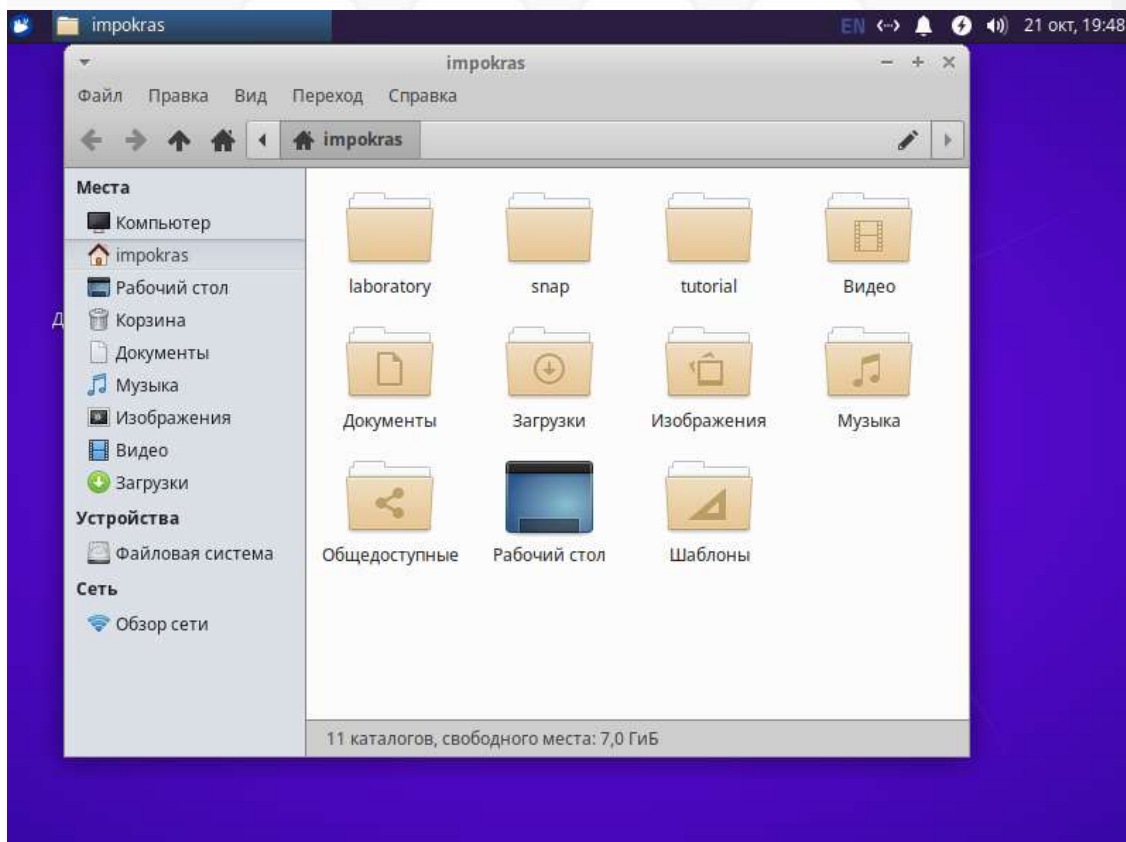 impokras
EN
21 окт, 19:48
impokras
Файл Правка Вид Переход Справка
impokras
Места
Компьютер
impokras
Рабочий стол
Д
Корзина
Документы
Музыка
Изображения
Видео
Загрузки
Устройства
Файловая система
Сеть
Обзор сети
laboratory snap tutorial Видео
Документы Загрузки Изображения Музыка
Общедоступные Рабочий стол Шаблоны
11 каталогов, свободного места: 7,0 ГиБ